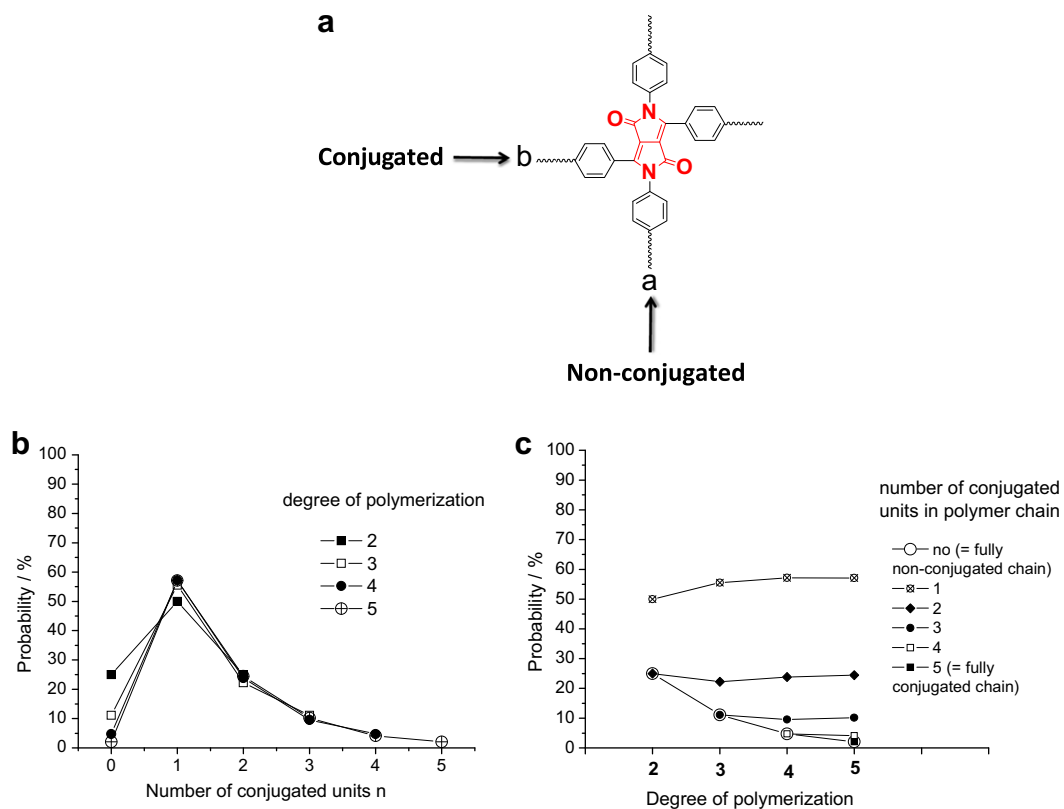 a
N
O
Conjugated
b
O
N
a
Non-conjugated
b
100
90
80
70
60
50
40
30
20
10
0
Probability / %
degree of polymerization
2
3
4
5
0 1 2 3 4 5
Number of conjugated units n
c
100
90
80
70
60
50
40
30
20
10
0
Probability / %
number of conjugated
units in polymer chain
no (= fully
non-conjugated chain)
1
2
3
4
5 (= fully
conjugated chain)
2 3 4 5
Degree of polymerization